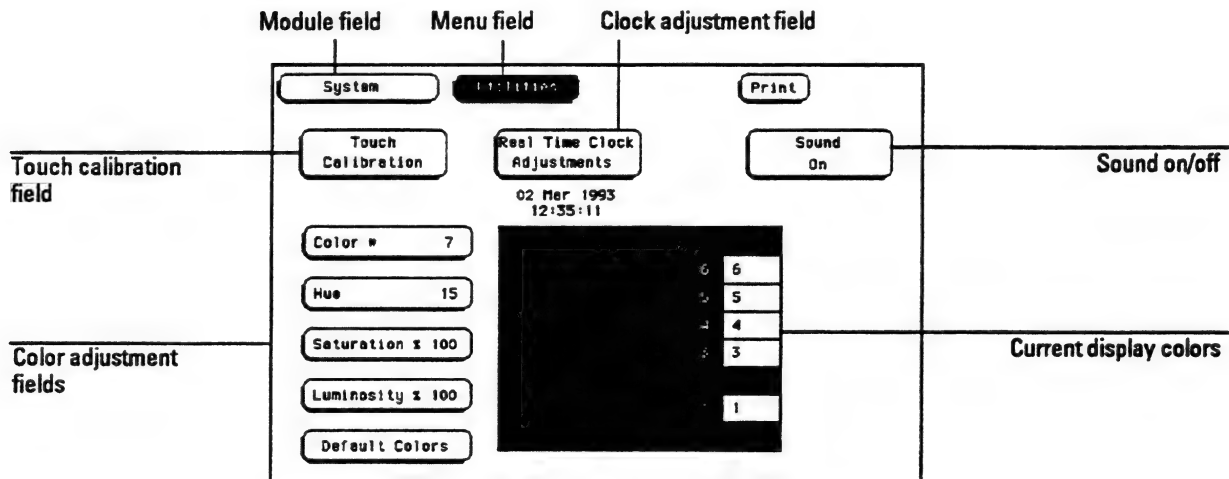 Module field Menu field Clock adjustment field
System Utilities Print
Touch Calibration
Real Time Clock Adjustments
Sound On
Touch calibration field
Sound on/off
02 Mar 1993
12:35:11
Color # 7
Hue 15
Saturation % 100
Luminosity % 100
Default Colors
6 6
5 5
4 4
3 3
1
Color adjustment fields
Current display colors